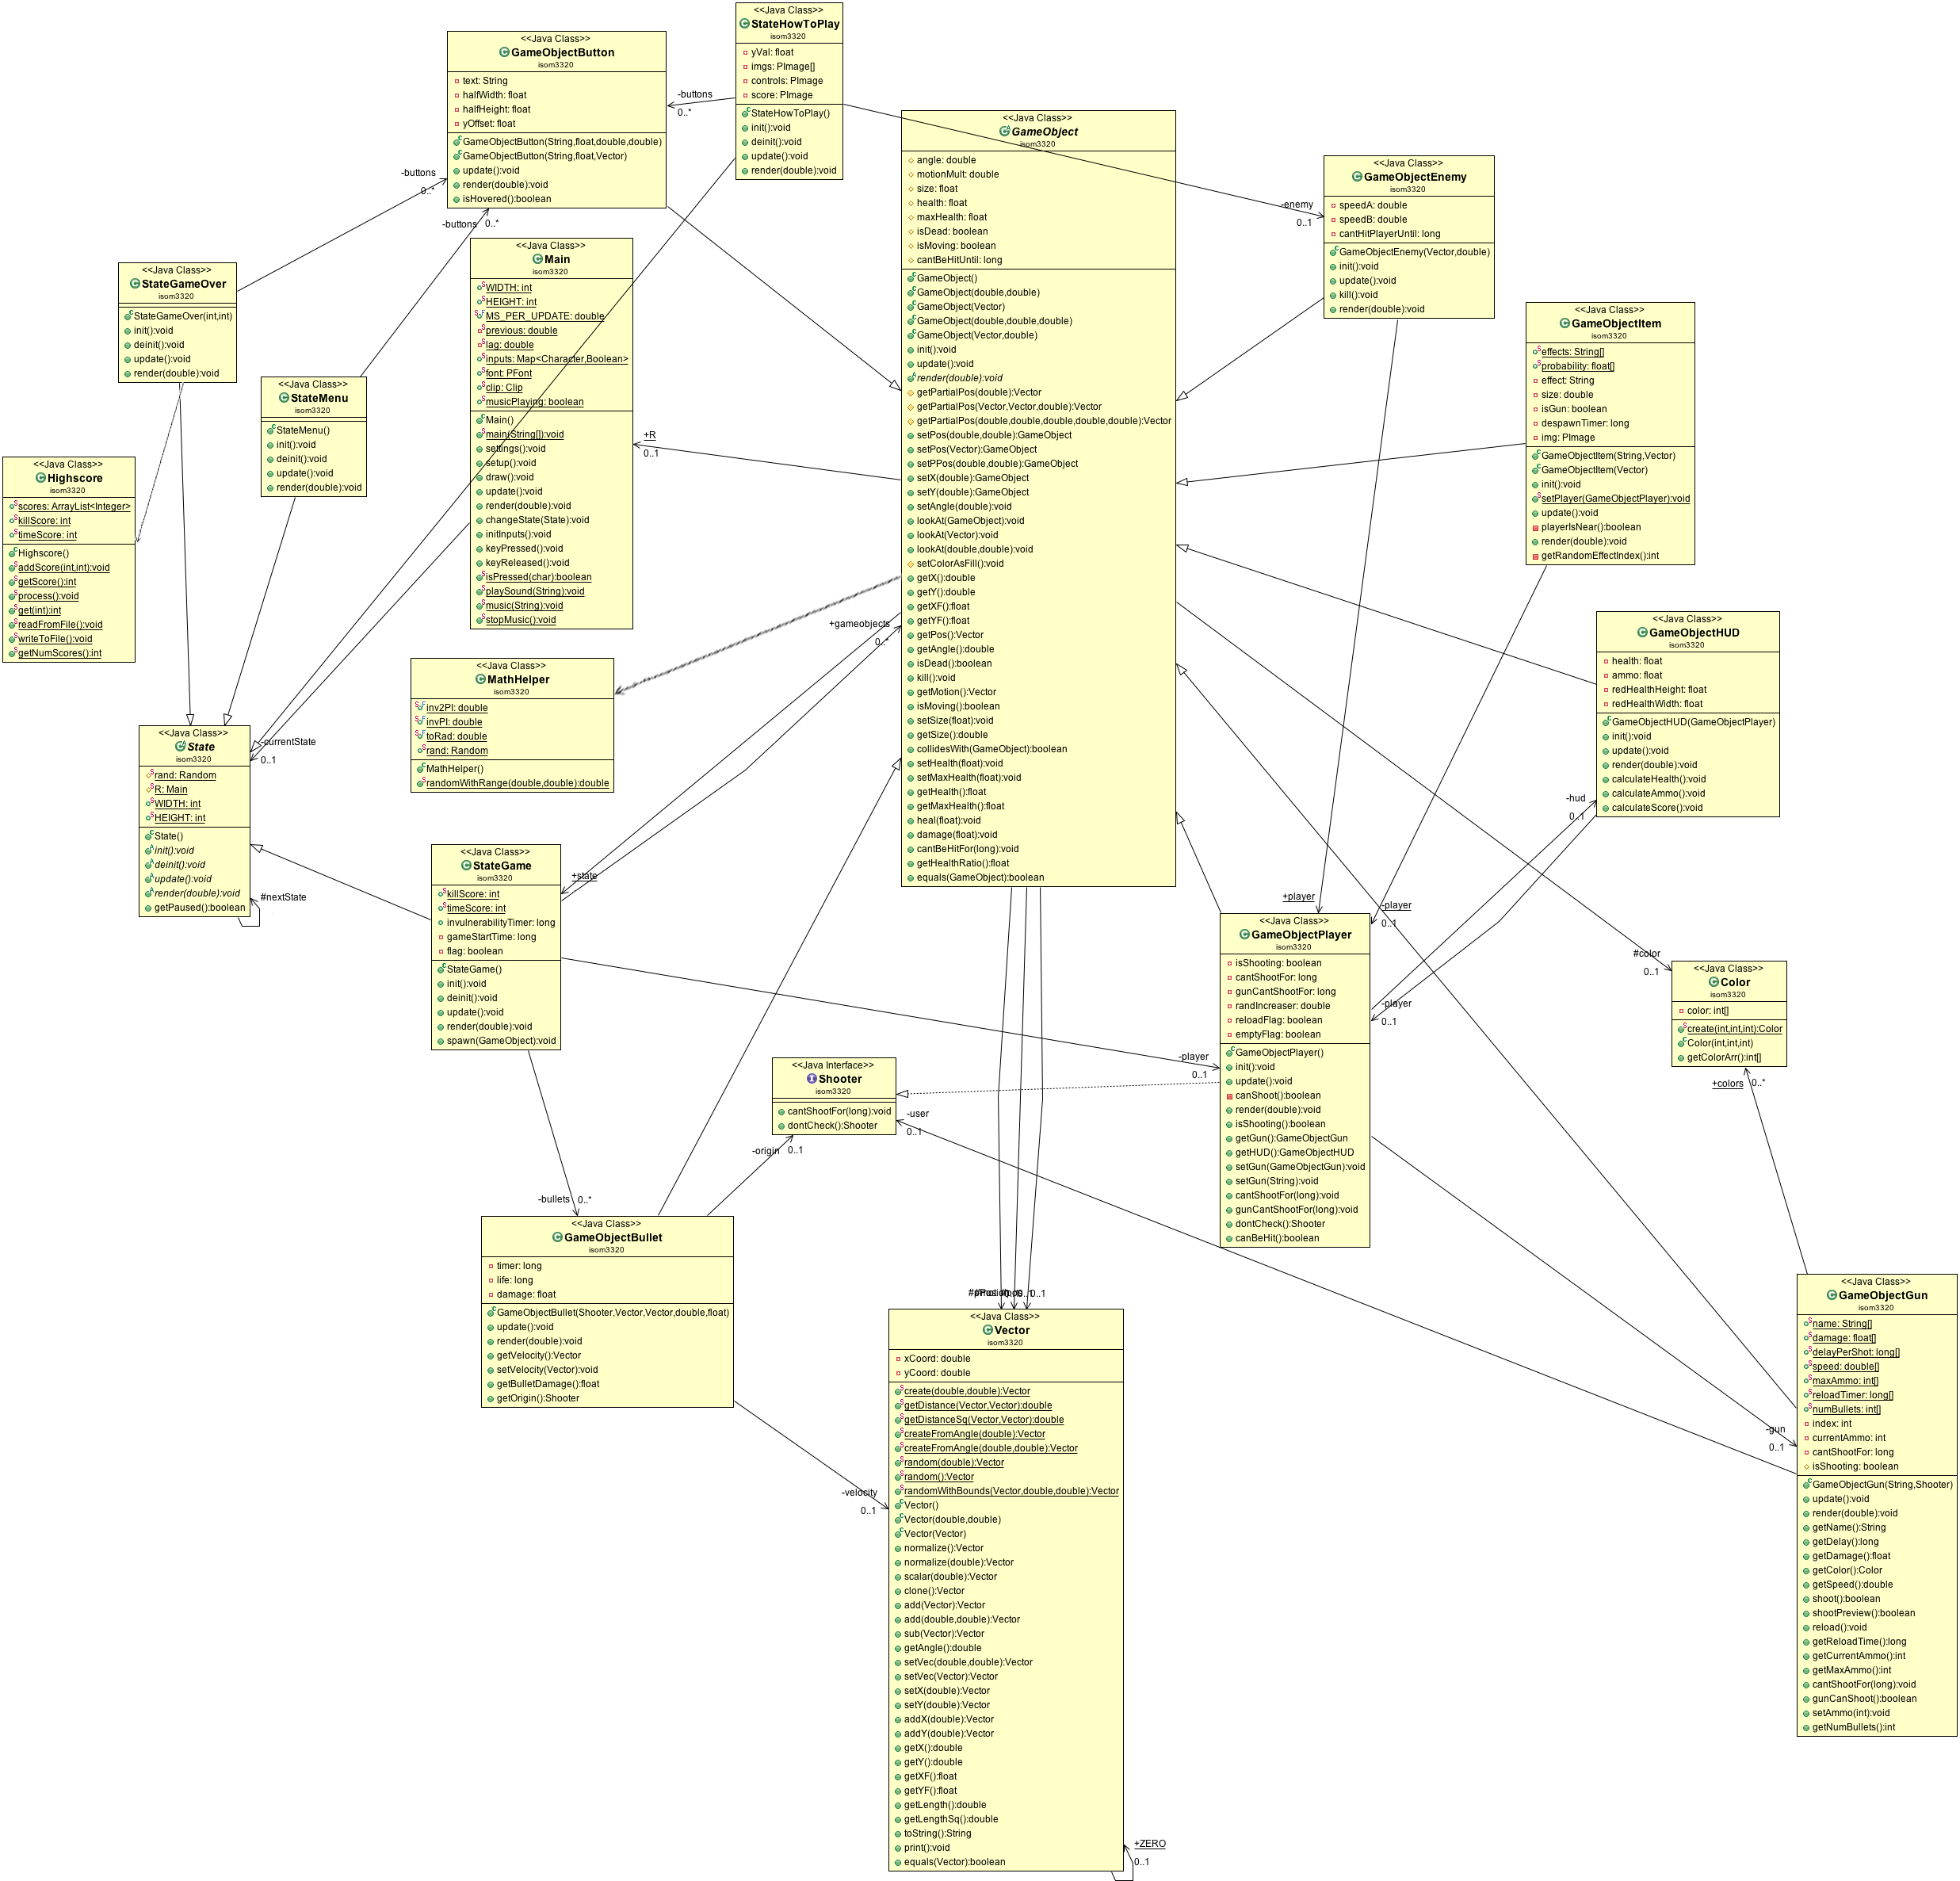 <<Java Class>>
StateHowToPlay
isom3320
yVal: float
imgs: PImage[]
controls: PImage
score: PImage
StateHowToPlay()
init():void
deinit():void
update():void
render(double):void
<<Java Class>>
GameObjectButton
isom3320
text: String
halfWidth: float
halfHeight: float
yOffset: float
GameObjectButton(String,float,double,double)
GameObjectButton(String,float,Vector)
update():void
render(double):void
isHovered():boolean
-buttons
0..*
-buttons
0..*
-buttons
0..*
<<Java Class>>
GameObject
isom3320
angle: double
motionMult: double
size: float
health: float
maxHealth: float
isDead: boolean
isMoving: boolean
cantBeHitUntil: long
GameObject()
GameObject(double,double)
GameObject(Vector)
GameObject(double,double,double)
GameObject(Vector,double)
init():void
update():void
render(double):void
getPartialPos(double):Vector
getPartialPos(Vector,Vector,double):Vector
getPartialPos(double,double,double,double,double):Vector
setPos(double,double):GameObject
setPos(Vector):GameObject
setPPos(double,double):GameObject
setX(double):GameObject
setY(double):GameObject
setAngle(double):void
lookAt(GameObject):void
lookAt(Vector):void
lookAt(double,double):void
setColorAsFill():void
getX():double
getY():double
getXF():float
getYF():float
getPos():Vector
getAngle():double
isDead():boolean
kill():void
getMotion():Vector
isMoving():boolean
setSize(float):void
getSize():double
collidesWith(GameObject):boolean
setHealth(float):void
setMaxHealth(float):void
getHealth():float
getMaxHealth():float
heal(float):void
damage(float):void
cantBeHitFor(long):void
getHealthRatio():float
equals(GameObject):boolean
<<Java Class>>
GameObjectEnemy
isom3320
speedA: double
speedB: double
cantHitPlayerUntil: long
GameObjectEnemy(Vector,double)
init():void
update():void
kill():void
render(double):void
-enemy
0..1
<<Java Class>>
Main
isom3320
WIDTH: int
HEIGHT: int
MS_PER_UPDATE: double
previous: double
lag: double
inputs: Map<Character,Boolean>
font: PFont
clip: Clip
musicPlaying: boolean
Main()
main(String[]):void
settings():void
setup():void
draw():void
update():void
render(double):void
changeState(State):void
initInputs():void
keyPressed():void
keyReleased():void
isPressed(char):boolean
playSound(String):void
music(String):void
stopMusic():void
+R
0..1
<<Java Class>>
StateGameOver
isom3320
StateGameOver(int,int)
init():void
deinit():void
update():void
render(double):void
<<Java Class>>
GameObjectItem
isom3320
effects: String[]
probability: float[]
effect: String
size: double
isGun: boolean
despawnTimer: long
img: PImage
GameObjectItem(String,Vector)
GameObjectItem(Vector)
init():void
setPlayer(GameObjectPlayer):void
update():void
playerIsNear():boolean
render(double):void
getRandomEffectIndex():int
<<Java Class>>
StateMenu
isom3320
StateMenu()
init():void
deinit():void
update():void
render(double):void
<<Java Class>>
Highscore
isom3320
scores: ArrayList<Integer>
killScore: int
timeScore: int
Highscore()
addScore(int,int):void
getScore():int
process():void
get(int):int
readFromFile():void
writeToFile():void
getNumScores():int
<<Java Class>>
GameObjectHUD
isom3320
health: float
ammo: float
redHealthHeight: float
redHealthWidth: float
GameObjectHUD(GameObjectPlayer)
init():void
update():void
render(double):void
calculateHealth():void
calculateAmmo():void
calculateScore():void
-hud
0..1
+gameobjects
0..*
<<Java Class>>
MathHelper
isom3320
inv2PI: double
invPI: double
toRad: double
rand: Random
MathHelper()
randomWithRange(double,double):double
<<Java Class>>
State
isom3320
rand: Random
R: Main
WIDTH: int
HEIGHT: int
State()
init():void
deinit():void
update():void
render(double):void
getPaused():boolean
-currentState
0..1
#nextState
<<Java Class>>
StateGame
isom3320
killScore: int
timeScore: int
invulnerabilityTimer: long
gameStartTime: long
flag: boolean
StateGame()
init():void
deinit():void
update():void
render(double):void
spawn(GameObject):void
+state
<<Java Class>>
GameObjectPlayer
isom3320
isShooting: boolean
cantShootFor: long
gunCantShootFor: long
randIncreaser: double
reloadFlag: boolean
emptyFlag: boolean
GameObjectPlayer()
init():void
update():void
canShoot():boolean
render(double):void
isShooting():boolean
getGun():GameObjectGun
getHUD():GameObjectHUD
setGun(GameObjectGun):void
setGun(String):void
cantShootFor(long):void
gunCantShootFor(long):void
dontCheck():Shooter
canBeHit():boolean
+player
-player
0..1
-player
0..1
-player
0..1
#color
0..1
<<Java Class>>
Color
isom3320
color: int[]
create(int,int,int):Color
Color(int,int,int)
getColorArr():int[]
+colors
0..*
<<Java Interface>>
Shooter
isom3320
cantShootFor(long):void
dontCheck():Shooter
-user
0..1
-origin
0..1
-bullets
0..*
<<Java Class>>
GameObjectBullet
isom3320
timer: long
life: long
damage: float
GameObjectBullet(Shooter,Vector,Vector,double,float)
update():void
render(double):void
getVelocity():Vector
setVelocity(Vector):void
getBulletDamage():float
getOrigin():Shooter
-velocity
0..1
0..1
<<Java Class>>
Vector
isom3320
xCoord: double
yCoord: double
create(double,double):Vector
getDistance(Vector,Vector):double
getDistanceSq(Vector,Vector):double
createFromAngle(double):Vector
createFromAngle(double,double):Vector
random(double):Vector
random():Vector
randomWithBounds(Vector,double,double):Vector
Vector()
Vector(double,double)
Vector(Vector)
normalize():Vector
normalize(double):Vector
scalar(double):Vector
clone():Vector
add(Vector):Vector
add(double,double):Vector
sub(Vector):Vector
getAngle():double
setVec(double,double):Vector
setVec(Vector):Vector
setX(double):Vector
setY(double):Vector
addX(double):Vector
addY(double):Vector
getX():double
getY():double
getXF():float
getYF():float
getLength():double
getLengthSq():double
toString():String
print():void
equals(Vector):boolean
+ZERO
0..1
-gun
0..1
<<Java Class>>
GameObjectGun
isom3320
name: String[]
damage: float[]
delayPerShot: long[]
speed: double[]
maxAmmo: int[]
reloadTimer: long[]
numBullets: int[]
index: int
currentAmmo: int
cantShootFor: long
isShooting: boolean
GameObjectGun(String,Shooter)
update():void
render(double):void
getName():String
getDelay():long
getDamage():float
getColor():Color
getSpeed():double
shoot():boolean
shootPreview():boolean
reload():void
getReloadTime():long
getCurrentAmmo():int
getMaxAmmo():int
cantShootFor(long):void
gunCanShoot():boolean
setAmmo(int):void
getNumBullets():int